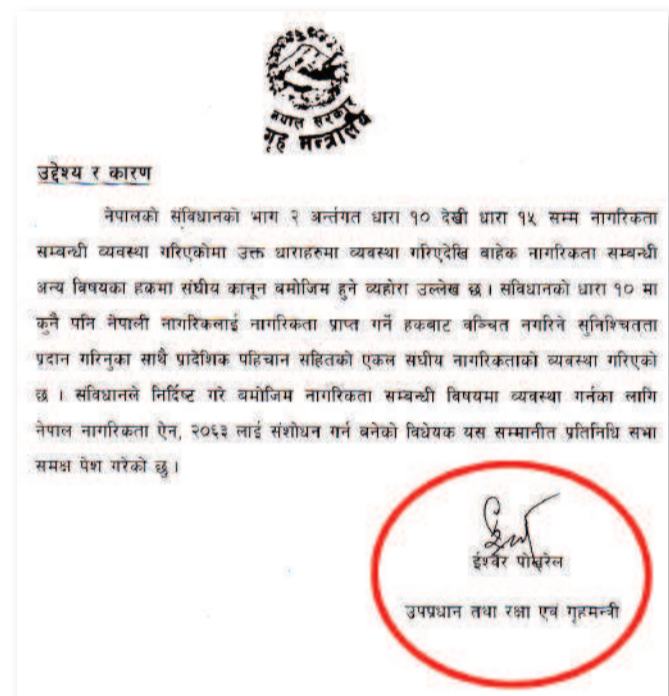 नेपाल सरकार
गृह मन्त्रालय
उद्देश्य र कारण
नेपालको संविधानको भाग २ अर्न्तगत धारा १० देखी धारा १५ सम्म नागरिकता
सम्बन्धी व्यवस्था गरिएकोमा उक्त धाराहरुमा व्यवस्था गरिएदेखि बाहेक नागरिकता सम्बन्धी
अन्य विषयका हकमा संघीय कानून बमोजिम हुने व्यहोरा उल्लेख छ । संविधानको धारा १० मा
कुनै पनि नेपाली नागरिकलाई नागरिकता प्राप्त गर्ने हकबाट बञ्चित नगरिने सुनिश्चितता
प्रदान गरिनुका साथै प्रादेशिक पहिचान सहितको एकल सघीय नागरिकताको व्यवस्था गरिएको
छ । संविधानले निर्दिष्ट गरे बमोजिम नागरिकता सम्बन्धी विषयमा व्यवस्था गर्नका लागि
नेपाल नागरिकता ऐन, २०६३ लाई संशोधन गर्न बनेको विधेयक यस सम्मानीत प्रतिनिधि सभा
समक्ष पेश गरेको छु ।
ईश्वर पोखरेल
उपप्रधान तथा रक्षा एवं गृहमन्त्री